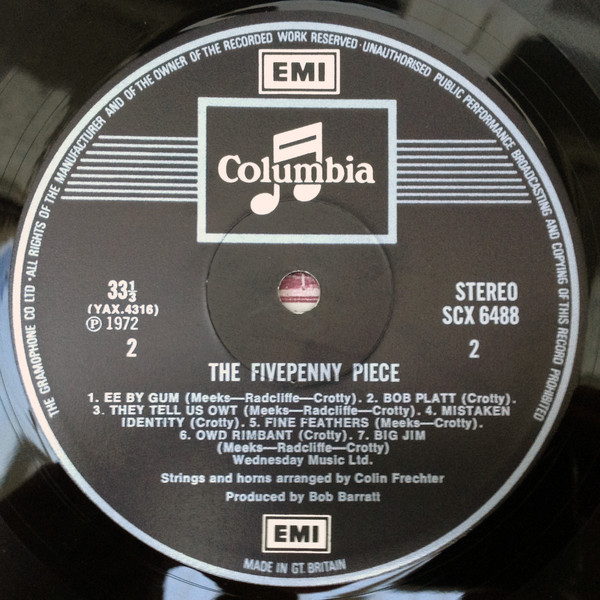 THE GRAMOPHONE CO LTD · ALL RIGHTS OF THE MANUFACTURER AND OF THE OWNER OF THE RECORDED WORK RESERVED · UNAUTHORISED PUBLIC PERFORMANCE BROADCASTING AND COPYING OF THIS RECORD PROHIBITED
EMI
Columbia
33⅓
(YAX.4316)
Ⓟ 1972
2
STEREO
SCX 6488
2
THE FIVEPENNY PIECE
1. EE BY GUM (Meeks—Radcliffe—Crotty). 2. BOB PLATT (Crotty).
3. THEY TELL US OWT (Meeks—Radcliffe—Crotty). 4. MISTAKEN
IDENTITY (Crotty). 5. FINE FEATHERS (Meeks—Crotty).
6. OWD RIMBANT (Crotty). 7. BIG JIM
(Meeks—Radcliffe—Crotty)
Wednesday Music Ltd.
Strings and horns arranged by Colin Frechter
Produced by Bob Barratt
EMI
MADE IN GT. BRITAIN